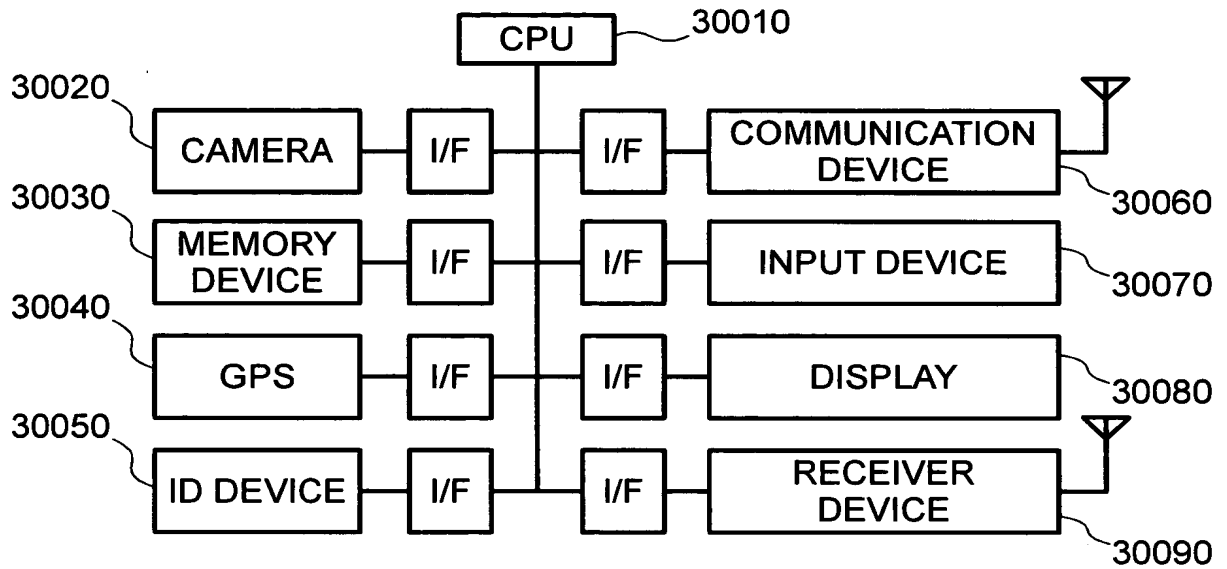 CPU
30010
30020
CAMERA
I/F
I/F
COMMUNICATION
DEVICE
30060
30030
MEMORY
DEVICE
I/F
I/F
INPUT DEVICE
30070
30040
GPS
I/F
I/F
DISPLAY
30080
30050
ID DEVICE
I/F
I/F
RECEIVER
DEVICE
30090